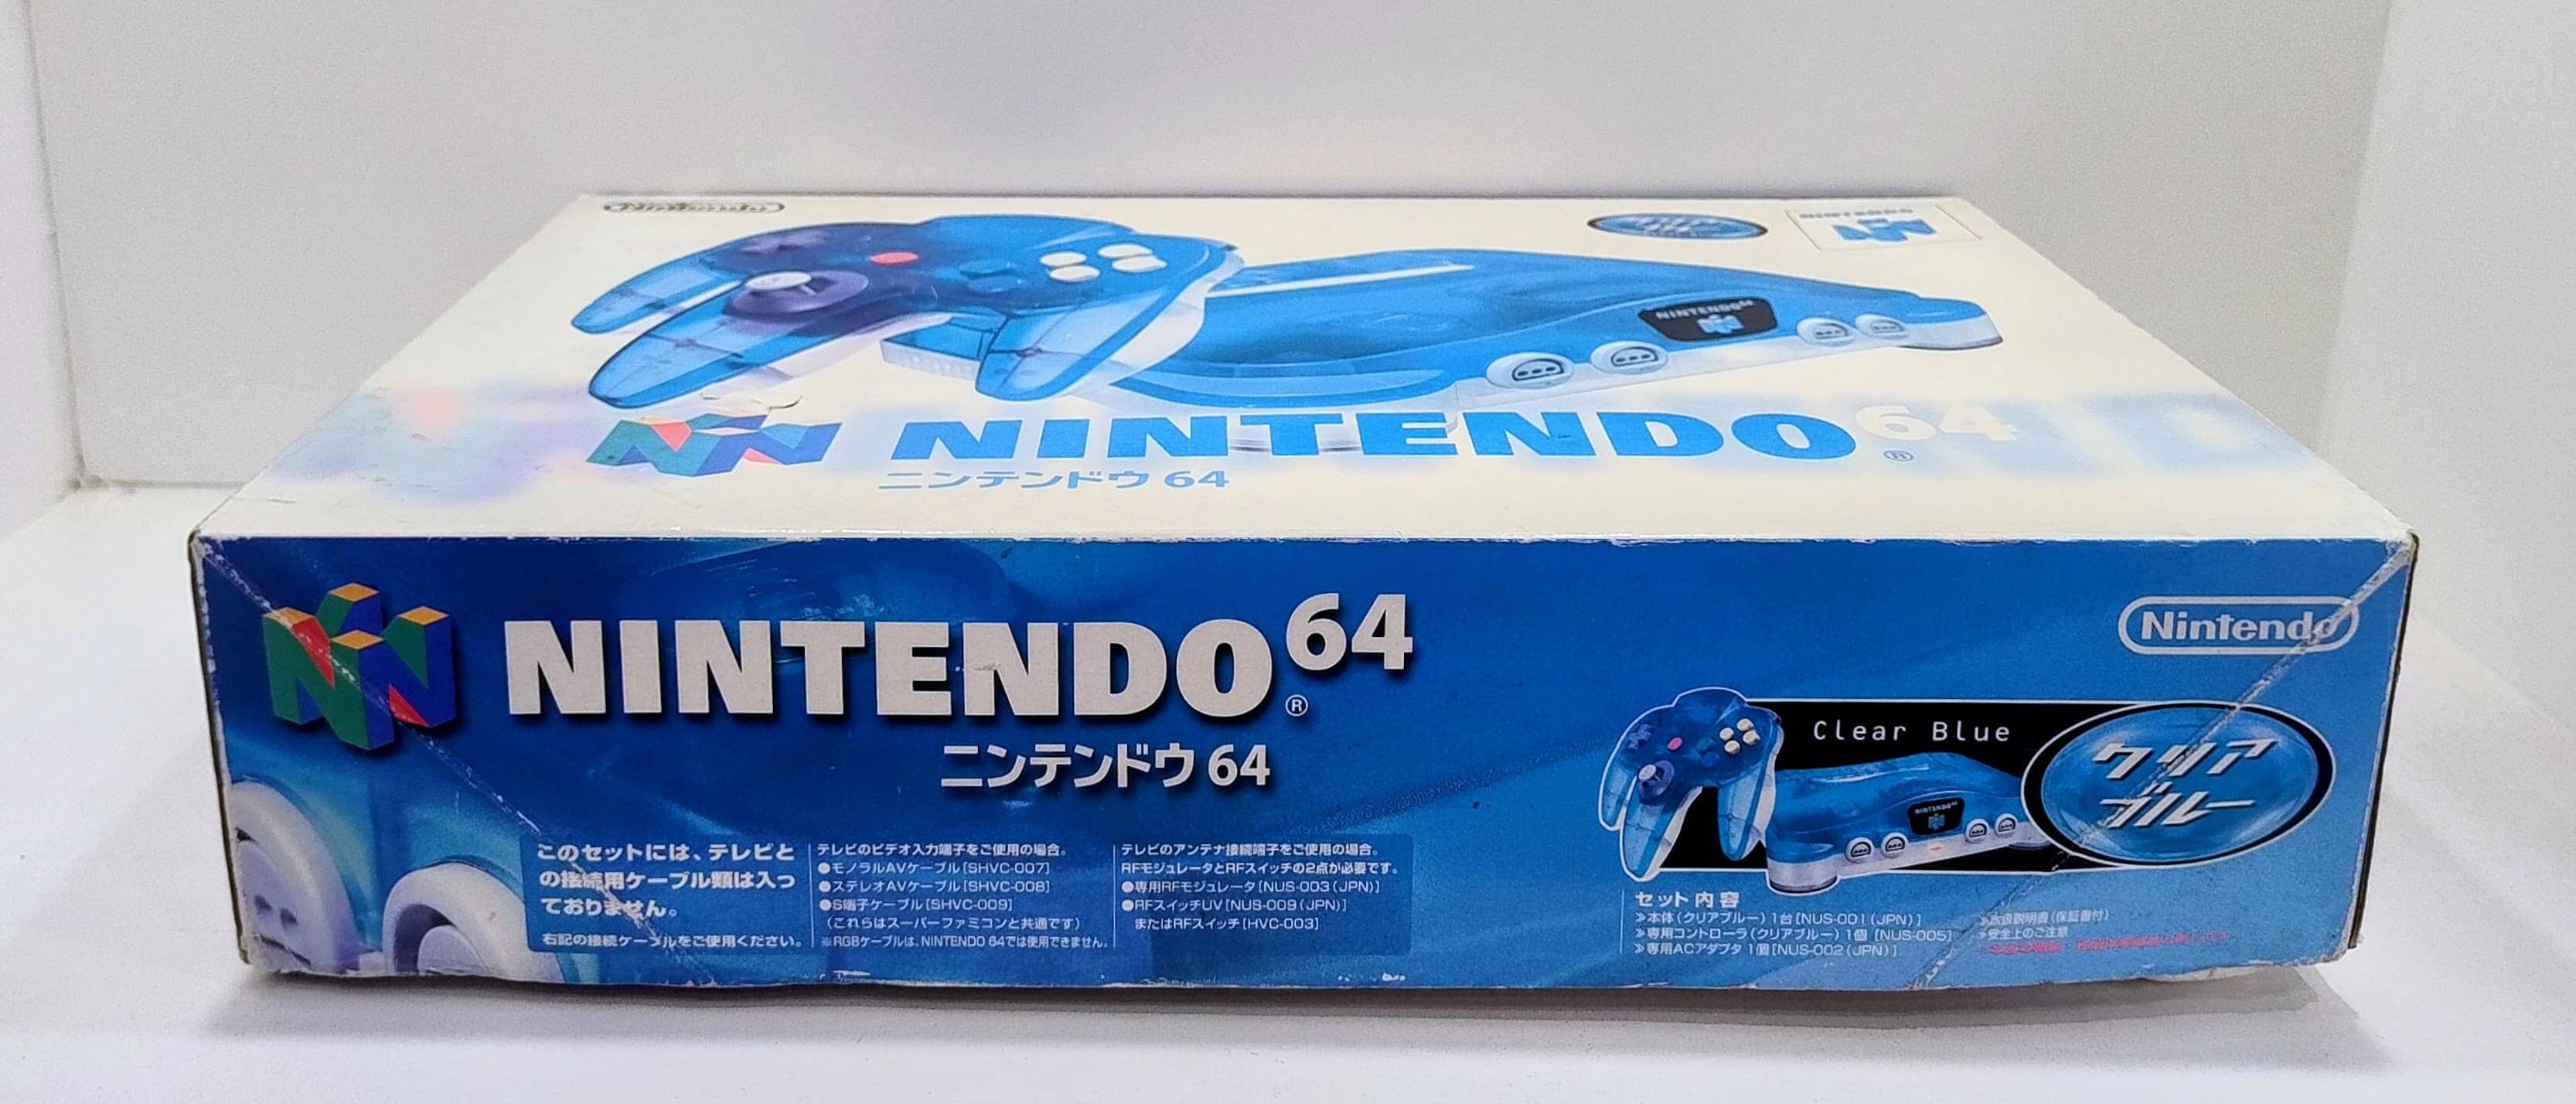 Nintendo
NINTENDO
NINTENDO64
NINTENDO64®
ニンテンドウ64
NINTENDO64®
ニンテンドウ64
Nintendo
Clear Blue
クリア
ブルー
NINTENDO64
このセットには、テレビと
の接続用ケーブル類は入っ
ておりません。
右記の接続ケーブルをご使用ください。
テレビのビデオ入力端子をご使用の場合。
●モノラルAVケーブル[SHVC-007]
●ステレオAVケーブル[SHVC-008]
●S端子ケーブル[SHVC-009]
(これらはスーパーファミコンと共通です)
※RGBケーブルは、NINTENDO 64では使用できません。
テレビのアンテナ接続端子をご使用の場合。
RFモジュレータとRFスイッチの2点が必要です。
●専用RFモジュレータ[NUS-003(JPN)]
●RFスイッチUV[NUS-009(JPN)]
またはRFスイッチ[HVC-003]
セット内容
≫本体(クリアブルー)1台[NUS-001(JPN)]
≫専用コントローラ(クリアブルー)1個[NUS-005]
≫専用ACアダプタ 1個[NUS-002(JPN)]
≫取扱説明書(保証書付)
≫安全上のご注意